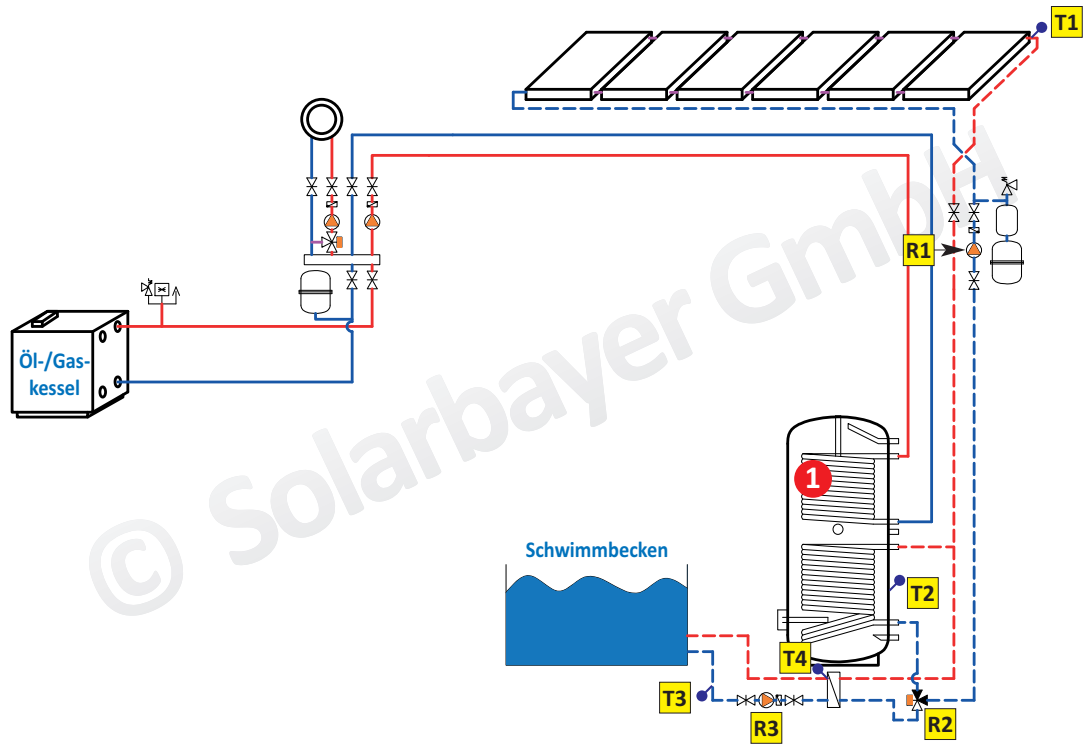 T1
R1
Öl-/Gas-
kessel
© Solarbayer GmbH
1
Schwimmbecken
T2
T4
T3
R3
R2